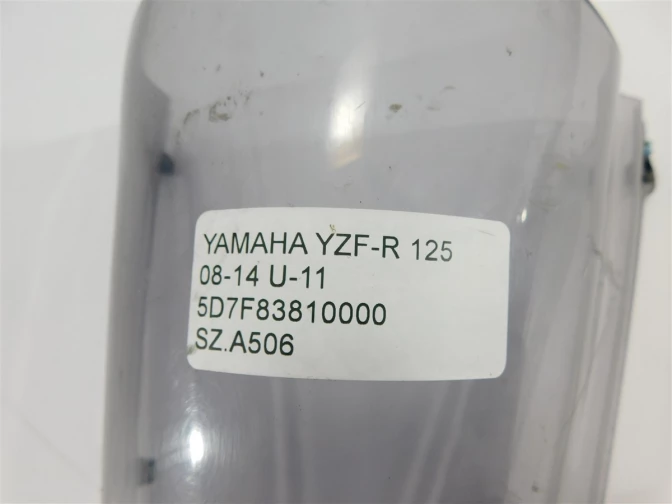 YAMAHA YZF-R 125
08-14 U-11
5D7F83810000
SZ.A506